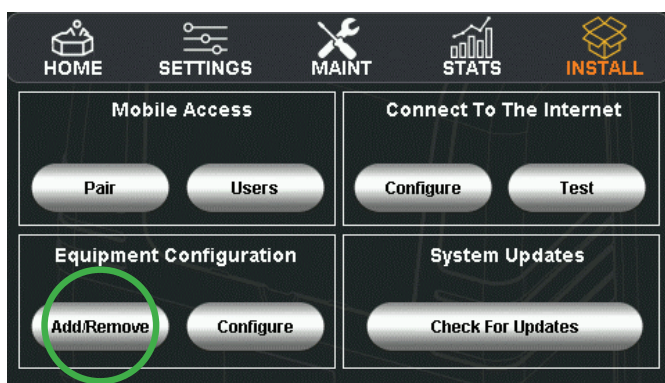 HOME SETTINGS MAINT STATS INSTALL
Mobile Access
Pair Users
Connect To The Internet
Configure Test
Equipment Configuration
Add/Remove Configure
System Updates
Check For Updates